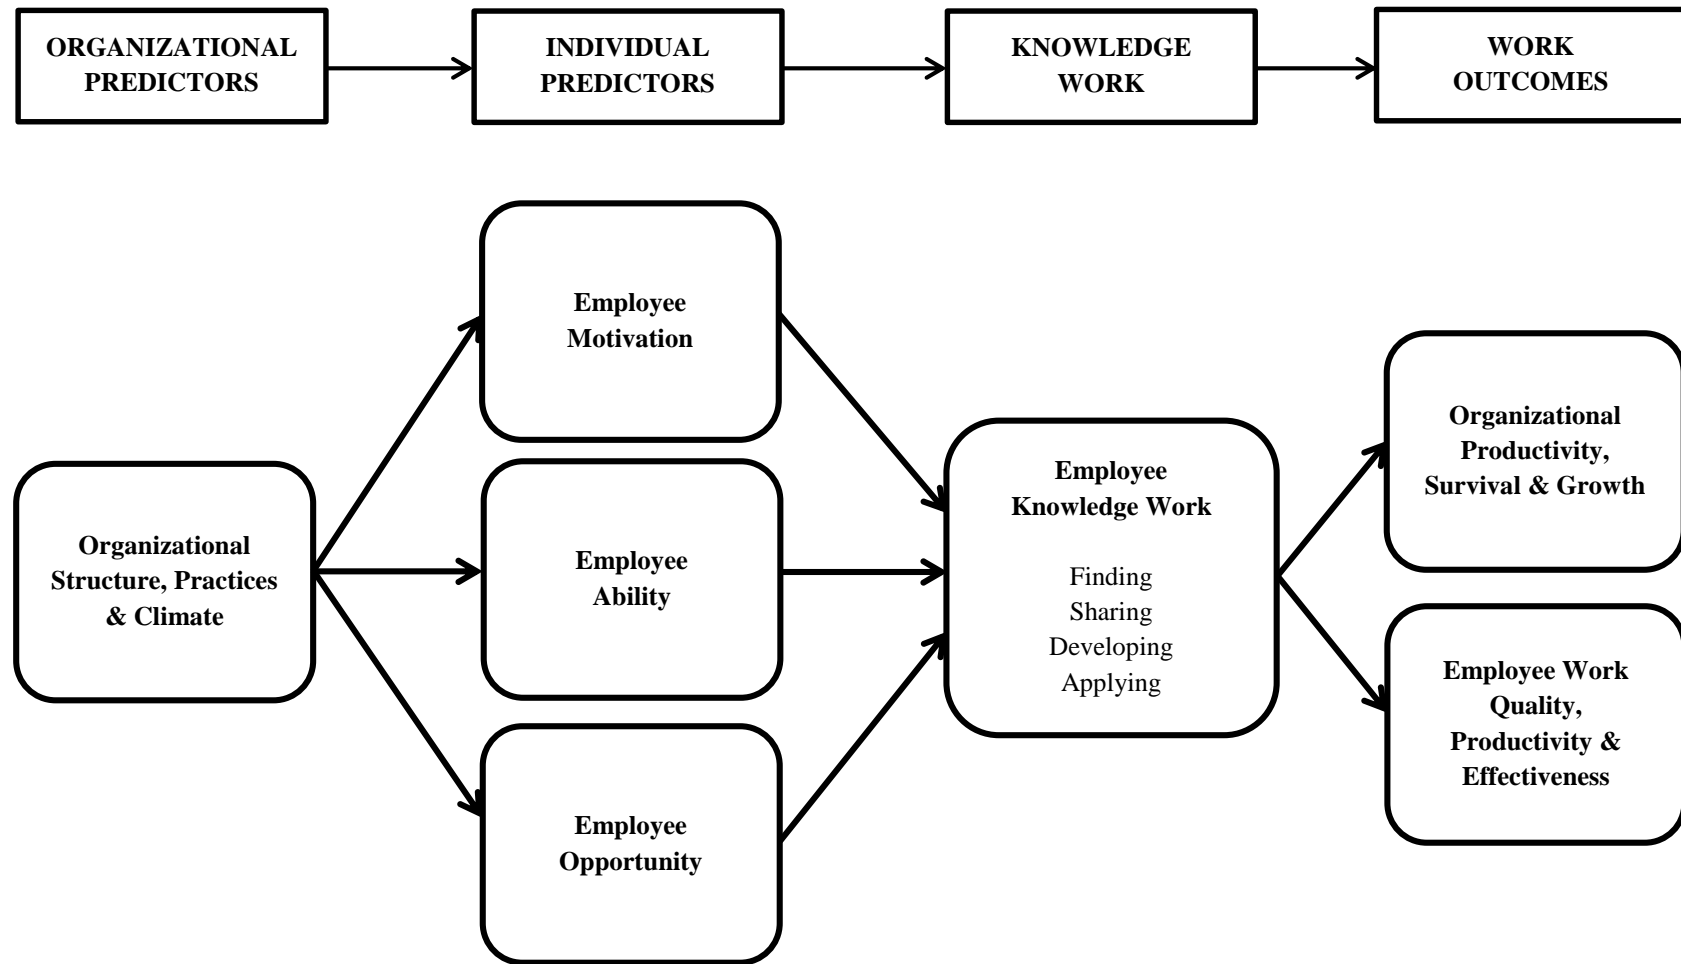 ORGANIZATIONAL
PREDICTORS
INDIVIDUAL
PREDICTORS
KNOWLEDGE
WORK
WORK
OUTCOMES
Organizational
Structure, Practices
& Climate
Employee
Motivation
Employee
Ability
Employee
Opportunity
Employee
Knowledge Work
Finding
Sharing
Developing
Applying
Organizational
Productivity,
Survival & Growth
Employee Work
Quality,
Productivity &
Effectiveness